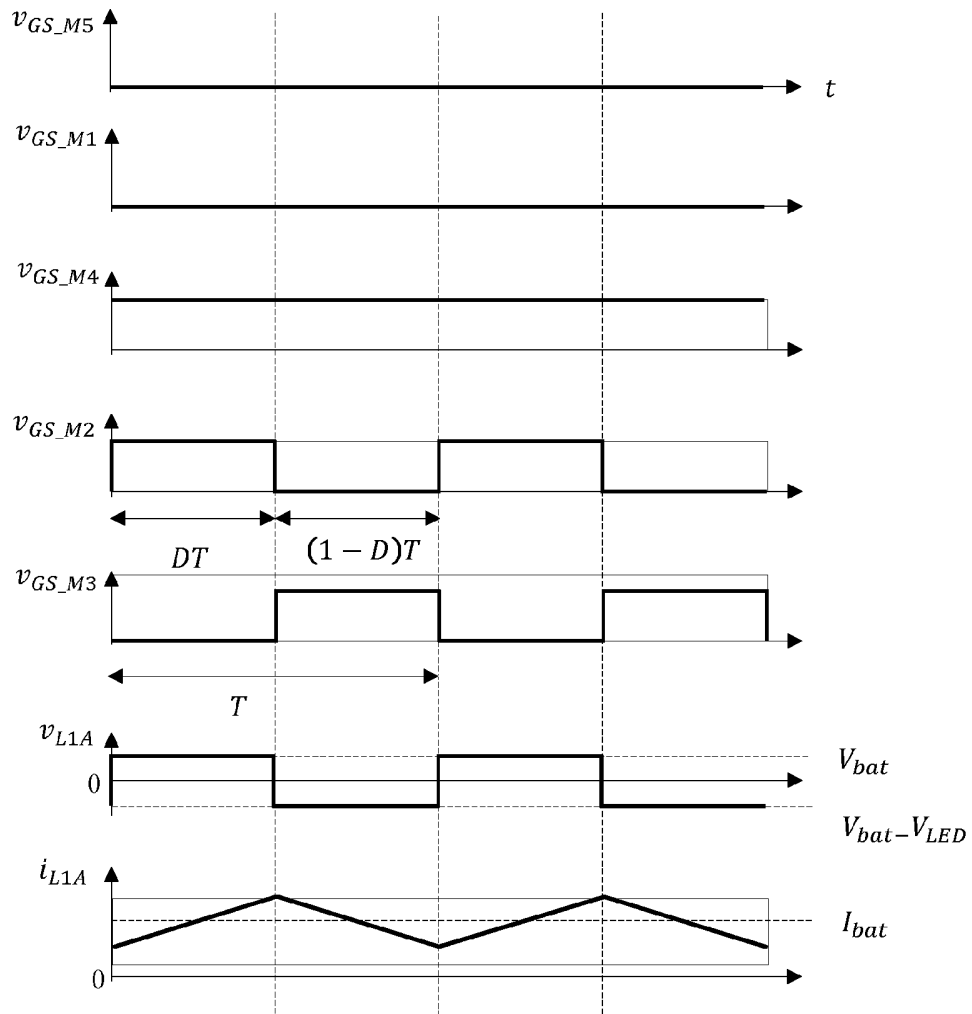 v_GS_M5
t
v_GS_M1
v_GS_M4
v_GS_M2
DT
(1 − D)T
v_GS_M3
T
v_L1A
0
V_bat
V_bat−V_LED
i_L1A
I_bat
0